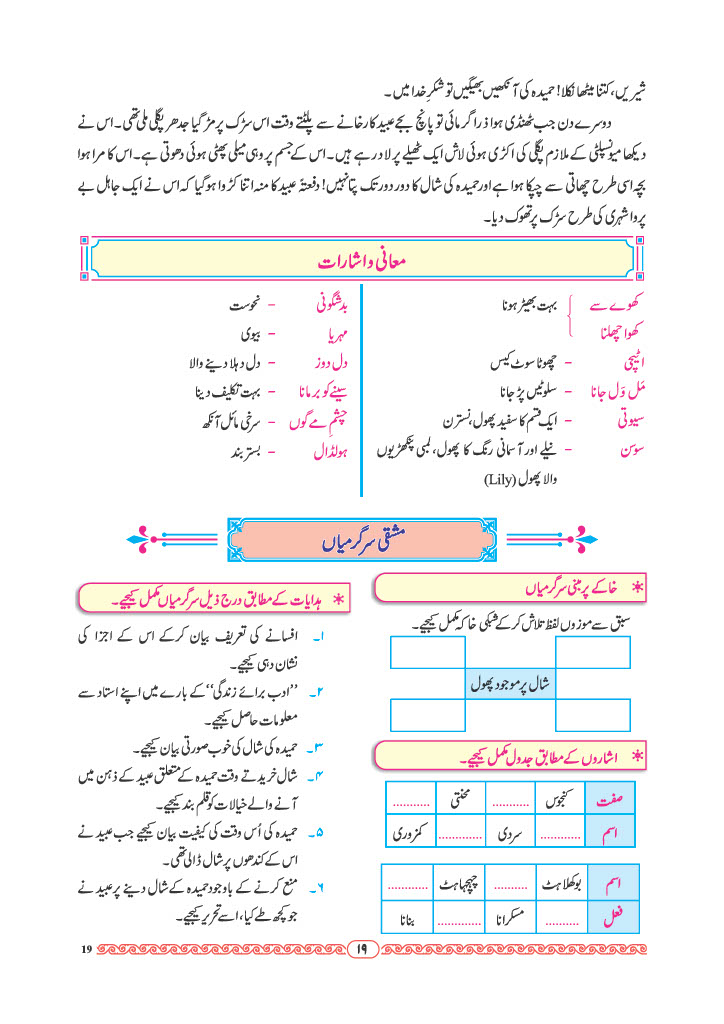 شیریں، کتنا میٹھا نکلا! حمیدہ کی آنکھیں بھیگیں تو شکرِ خدا میں۔
دوسرے دن جب ٹھنڈی ہوا ذرا گرمائی تو پانچ بجے عبید کارخانے سے پلٹتے وقت اس سڑک پر مڑ گیا جدھر پگلی ملی تھی۔ اس نے
دیکھا میونسپلٹی کے ملازم پگلی کی اکڑی ہوئی لاش ایک ٹھیلے پر لاد رہے ہیں۔ اس کے جسم پر وہی میلی پھٹی ہوئی دھوتی ہے۔ اس کا مرا ہوا
بچہ اسی طرح چھاتی سے چپکا ہوا ہے اور حمیدہ کی شال کا دور دور تک پتا نہیں! دفعتہً عبید کا منہ اتنا کڑوا ہو گیا کہ اس نے ایک جاہل بے
پروا شہری کی طرح سڑک پر تھوک دیا۔
معانی و اشارات
کھوے سے
کھوا چھلنا
بہت بھیڑ ہونا
اٹیچی – چھوٹا سوٹ کیس
مَل وَل جانا – سلوٹیں پڑ جانا
سیوتی – ایک قسم کا سفید پھول، نسترن
سوسن – نیلے اور آسمانی رنگ کا پھول، لمبی پنکھڑیوں
والا پھول (Lily)
بدشگونی – نحوست
مہریا – بیوی
دل دوز – دل دہلا دینے والا
سینے کو برمانا – بہت تکلیف دینا
چشمِ مے گوں – سرخی مائل آنکھ
ہولڈال – بستر بند
مشقی سرگرمیاں
* خاکے پر مبنی سرگرمیاں
سبق سے موزوں لفظ تلاش کر کے شبکی خاکہ مکمل کیجیے۔
شال پر موجود پھول
* اشاروں کے مطابق جدول مکمل کیجیے۔
صفت کنجوس ........... محنتی ...........
اسم ............ سردی ............ کمزوری
اسم بوکھلاہٹ .......... چہچہاہٹ ............
فعل .......... مسکرانا ............ بنانا
* ہدایات کے مطابق درج ذیل سرگرمیاں مکمل کیجیے۔
۱۔ افسانے کی تعریف بیان کر کے اس کے اجزا کی
نشان دہی کیجیے۔
۲۔ ’’ادب برائے زندگی‘‘ کے بارے میں اپنے استاد سے
معلومات حاصل کیجیے۔
۳۔ حمیدہ کی شال کی خوب صورتی بیان کیجیے۔
۴۔ شال خریدتے وقت حمیدہ کے متعلق عبید کے ذہن میں
آنے والے خیالات کو قلم بند کیجیے۔
۵۔ حمیدہ کی اُس وقت کی کیفیت بیان کیجیے جب عبید نے
اس کے کندھوں پر شال ڈالی تھی۔
۶۔ منع کرنے کے باوجود حمیدہ کے شال دینے پر عبید نے
جو کچھ طے کیا، اسے تحریر کیجیے۔
19
۱۹